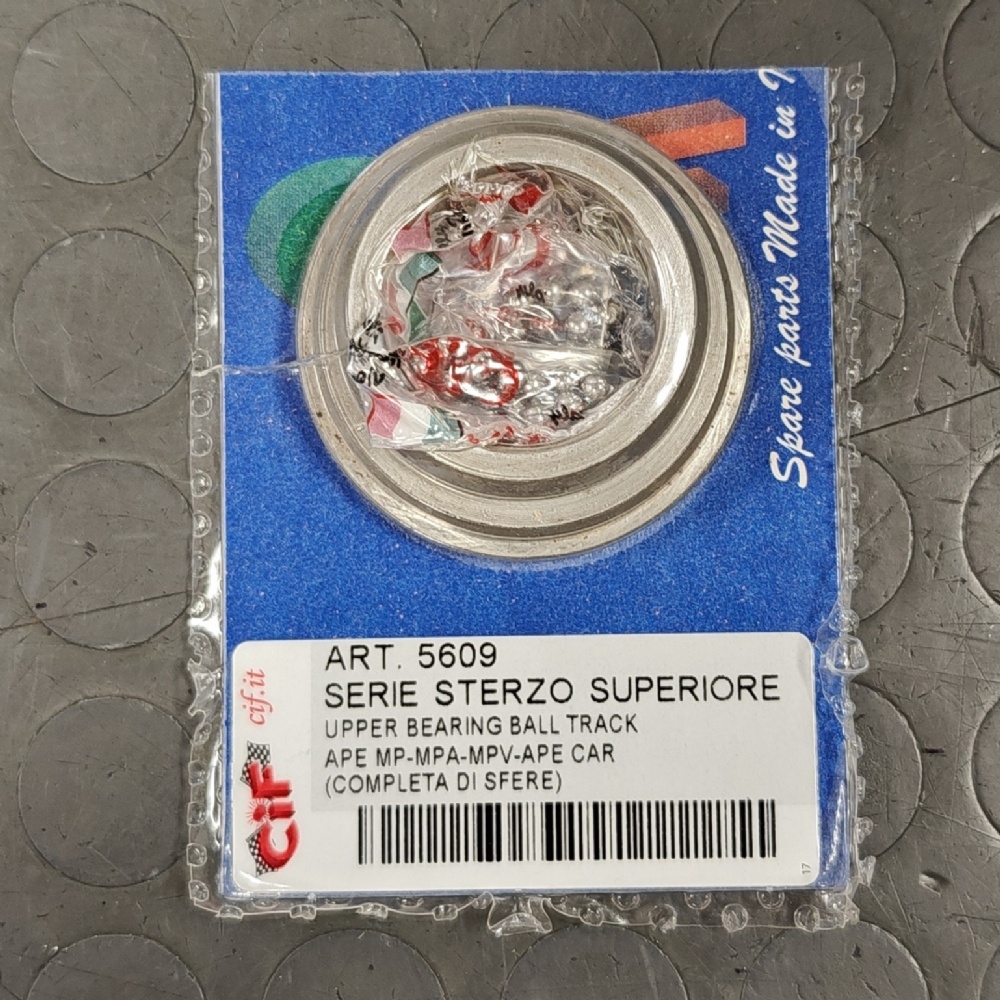 Spare parts Made in
ART. 5609
SERIE STERZO SUPERIORE
UPPER BEARING BALL TRACK
APE MP-MPA-MPV-APE CAR
(COMPLETA DI SFERE)
cif.it
CiF
17